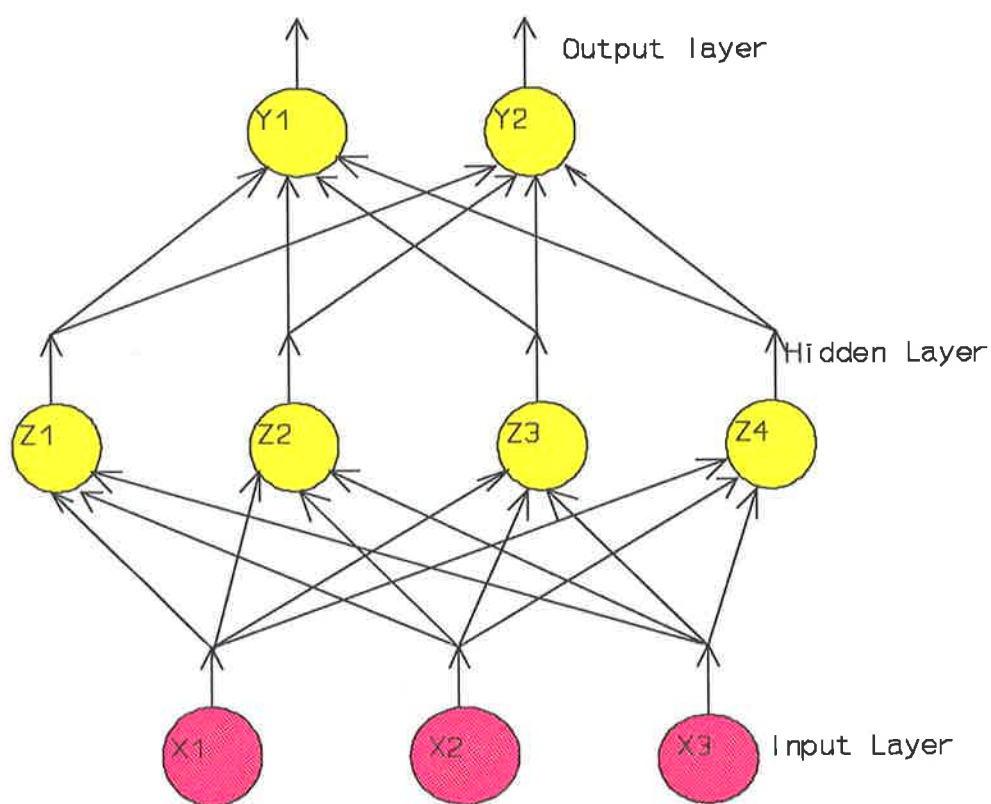 Output layer
Y1
Y2
Hidden Layer
Z1
Z2
Z3
Z4
X1
X2
X3
Input Layer